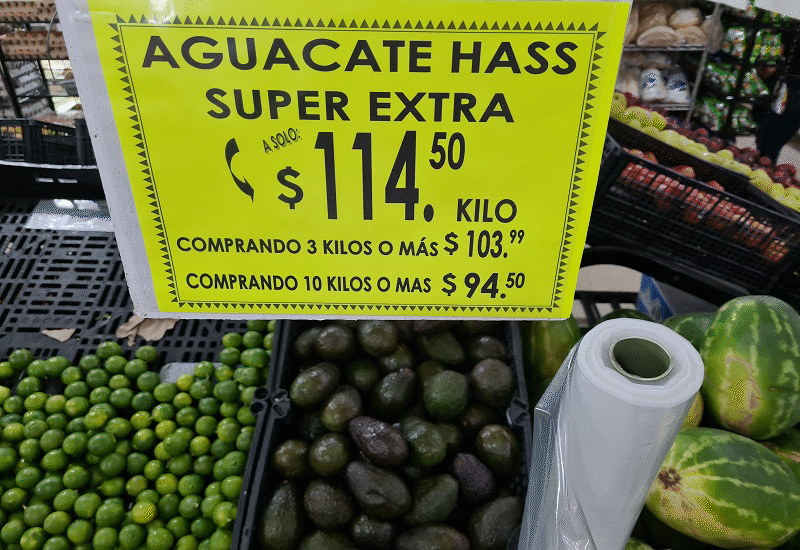 AGUACATE HASS
SUPER EXTRA
A SOLO:
$ 114.50 KILO
COMPRANDO 3 KILOS O MÁS $ 103.99
COMPRANDO 10 KILOS O MAS $ 94.50